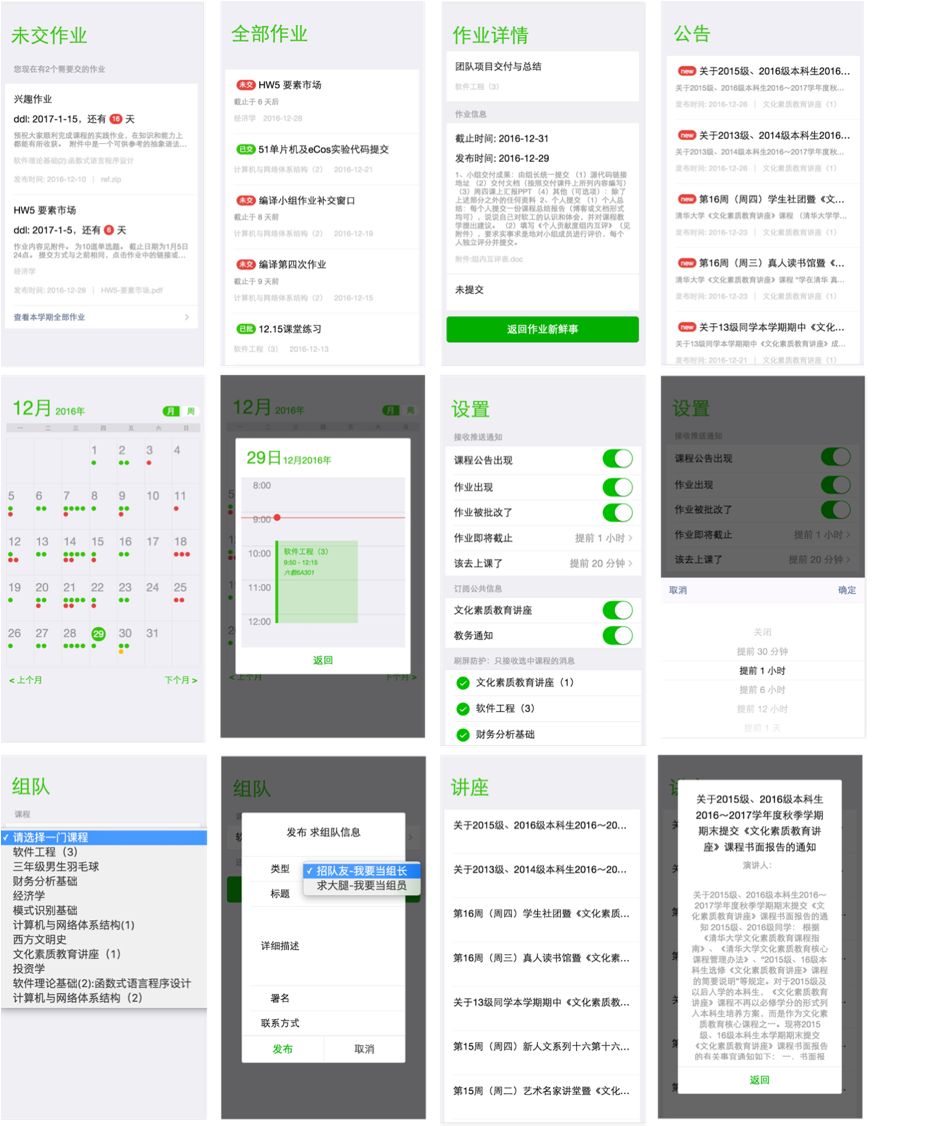 未交作业
您现在有2个需要交的作业
兴趣作业
ddl: 2017-1-15，还有 16 天
预祝大家顺利完成课程的实践作业，在知识和能力上
都能有所收获。 附件中是一个可供参考的抽象语法...
软件理论基础(2):函数式语言程序设计
发布时间: 2016-12-10 | ref.zip
HW5 要素市场
ddl: 2017-1-5，还有 6 天
作业内容见附件。 为10道单选题。 截止日期为1月5日
24点。 提交方式与之前相同，点击作业中的链接或...
经济学
发布时间: 2016-12-28 | HW5-要素市场.pdf
查看本学期全部作业
全部作业
未交 HW5 要素市场
截止于 6 天后
经济学 2016-12-28
已交 51单片机及eCos实验代码提交
计算机与网络体系结构（2） 2016-12-21
未交 编译小组作业补交窗口
截止于 8 天前
计算机与网络体系结构（2） 2016-12-19
未交 编译第四次作业
截止于 9 天前
计算机与网络体系结构（2） 2016-12-15
已批 12.15课堂练习
软件工程（3） 2016-12-13
作业详情
团队项目交付与总结
软件工程（3）
作业信息
截止时间: 2016-12-31
发布时间: 2016-12-29
1、小组交付成果：由组长统一提交 （1）源代码链接
地址 （2）交付文档（按照交付课件上所列内容编写）
（3）周四课上汇报PPT （4）其他（可选项）：除了
上述部分之外的任何资料 2、个人提交 （1）个人总
结：每个人提交一份课程总结报告（博客或文档形式
均可），说说自己对软工的认识和体会，并对课程教
学提出建议。 （2）填写《个人贡献度组内互评》（见
附件），要求实事求是地对小组成员进行评价，每个
人独立评分并提交。
附件:组内互评表.doc
未提交
返回作业新鲜事
公告
new 关于2015级、2016级本科生2016...
关于2015级、2016级本科生2016～2017学年度秋...
发布时间: 2016-12-26 | 文化素质教育讲座（1）
new 关于2013级、2014级本科生2016...
关于2013级、2014级本科生2016～2017学年度秋...
发布时间: 2016-12-26 | 文化素质教育讲座（1）
new 第16周（周四）学生社团暨《文...
清华大学《文化素质教育讲座》课程 （清华大学学...
发布时间: 2016-12-23 | 文化素质教育讲座（1）
new 第16周（周三）真人读书馆暨《...
清华大学《文化素质教育讲座》课程 "学在清华 真...
发布时间: 2016-12-23 | 文化素质教育讲座（1）
new 关于13级同学本学期期中《文化...
关于13级同学本学期期中《文化素质教育讲座》成...
发布时间: 2016-12-21 | 文化素质教育讲座（1）
12月 2016年
月 周
一 二 三 四 五 六 日
1 2 3 4
5 6 7 8 9 10 11
12 13 14 15 16 17 18
19 20 21 22 23 24 25
26 27 28 29 30 31
< 上个月 下个月 >
12月 2016年
月 周
29日 12月2016年
8:00
9:00
10:00
软件工程（3）
9:50 - 12:15
六教6A301
11:00
12:00
返回
< 上个月 下个月 >
设置
接收推送通知
课程公告出现
作业出现
作业被批改了
作业即将截止 提前 1 小时 >
该去上课了 提前 20 分钟 >
订阅公共信息
文化素质教育讲座
教务通知
刷屏防护：只接收选中课程的消息
文化素质教育讲座（1）
软件工程（3）
财务分析基础
设置
接收推送通知
课程公告出现
作业出现
作业被批改了
作业即将截止 提前 1 小时 >
该去上课了 提前 20 分钟 >
取消 确定
关闭
提前 30 分钟
提前 1 小时
提前 6 小时
提前 12 小时
提前 1 天
组队
课程
✓ 请选择一门课程
软件工程（3）
三年级男生羽毛球
财务分析基础
经济学
模式识别基础
计算机与网络体系结构(1)
西方文明史
文化素质教育讲座（1）
投资学
软件理论基础(2):函数式语言程序设计
计算机与网络体系结构（2）
组队
发布 求组队信息
类型
✓ 招队友-我要当组长
求大腿-我要当组员
标题
详细描述
署名
联系方式
发布 取消
讲座
关于2015级、2016级本科生2016～20...
关于2013级、2014级本科生2016～20...
第16周（周四）学生社团暨《文化素质...
第16周（周三）真人读书馆暨《文化素...
关于13级同学本学期期中《文化素质教...
第15周（周四）新人文系列十六第十六...
第15周（周二）艺术名家讲堂暨《文化...
关于2015级、2016级本科生
2016～2017学年度秋季学期
期末提交《文化素质教育讲
座》课程书面报告的通知
演讲人：
关于2015级、2016级本科生2016～
2017学年度秋季学期期末提交《文
化素质教育讲座》课程书面报告的通
知 2015级、2016级同学： 根据
《清华大学文化素质教育课程指
南》、《清华大学文化素质教育核心
课程管理办法》、"2015级、16级本
科生选修《文化素质教育讲座》课程
的简要说明"等规定。对于2015级及
以后入学的本科生，《文化素质教育
讲座》课程不再以必修学分的形式列
入本科生培养方案，而是作为文化素
质教育核心课程之一。现将2015
级、16级本科生本学期期末提交
《文化素质教育讲座》课程书面报告
的有关事宜通知如下： 一、书面报
返回